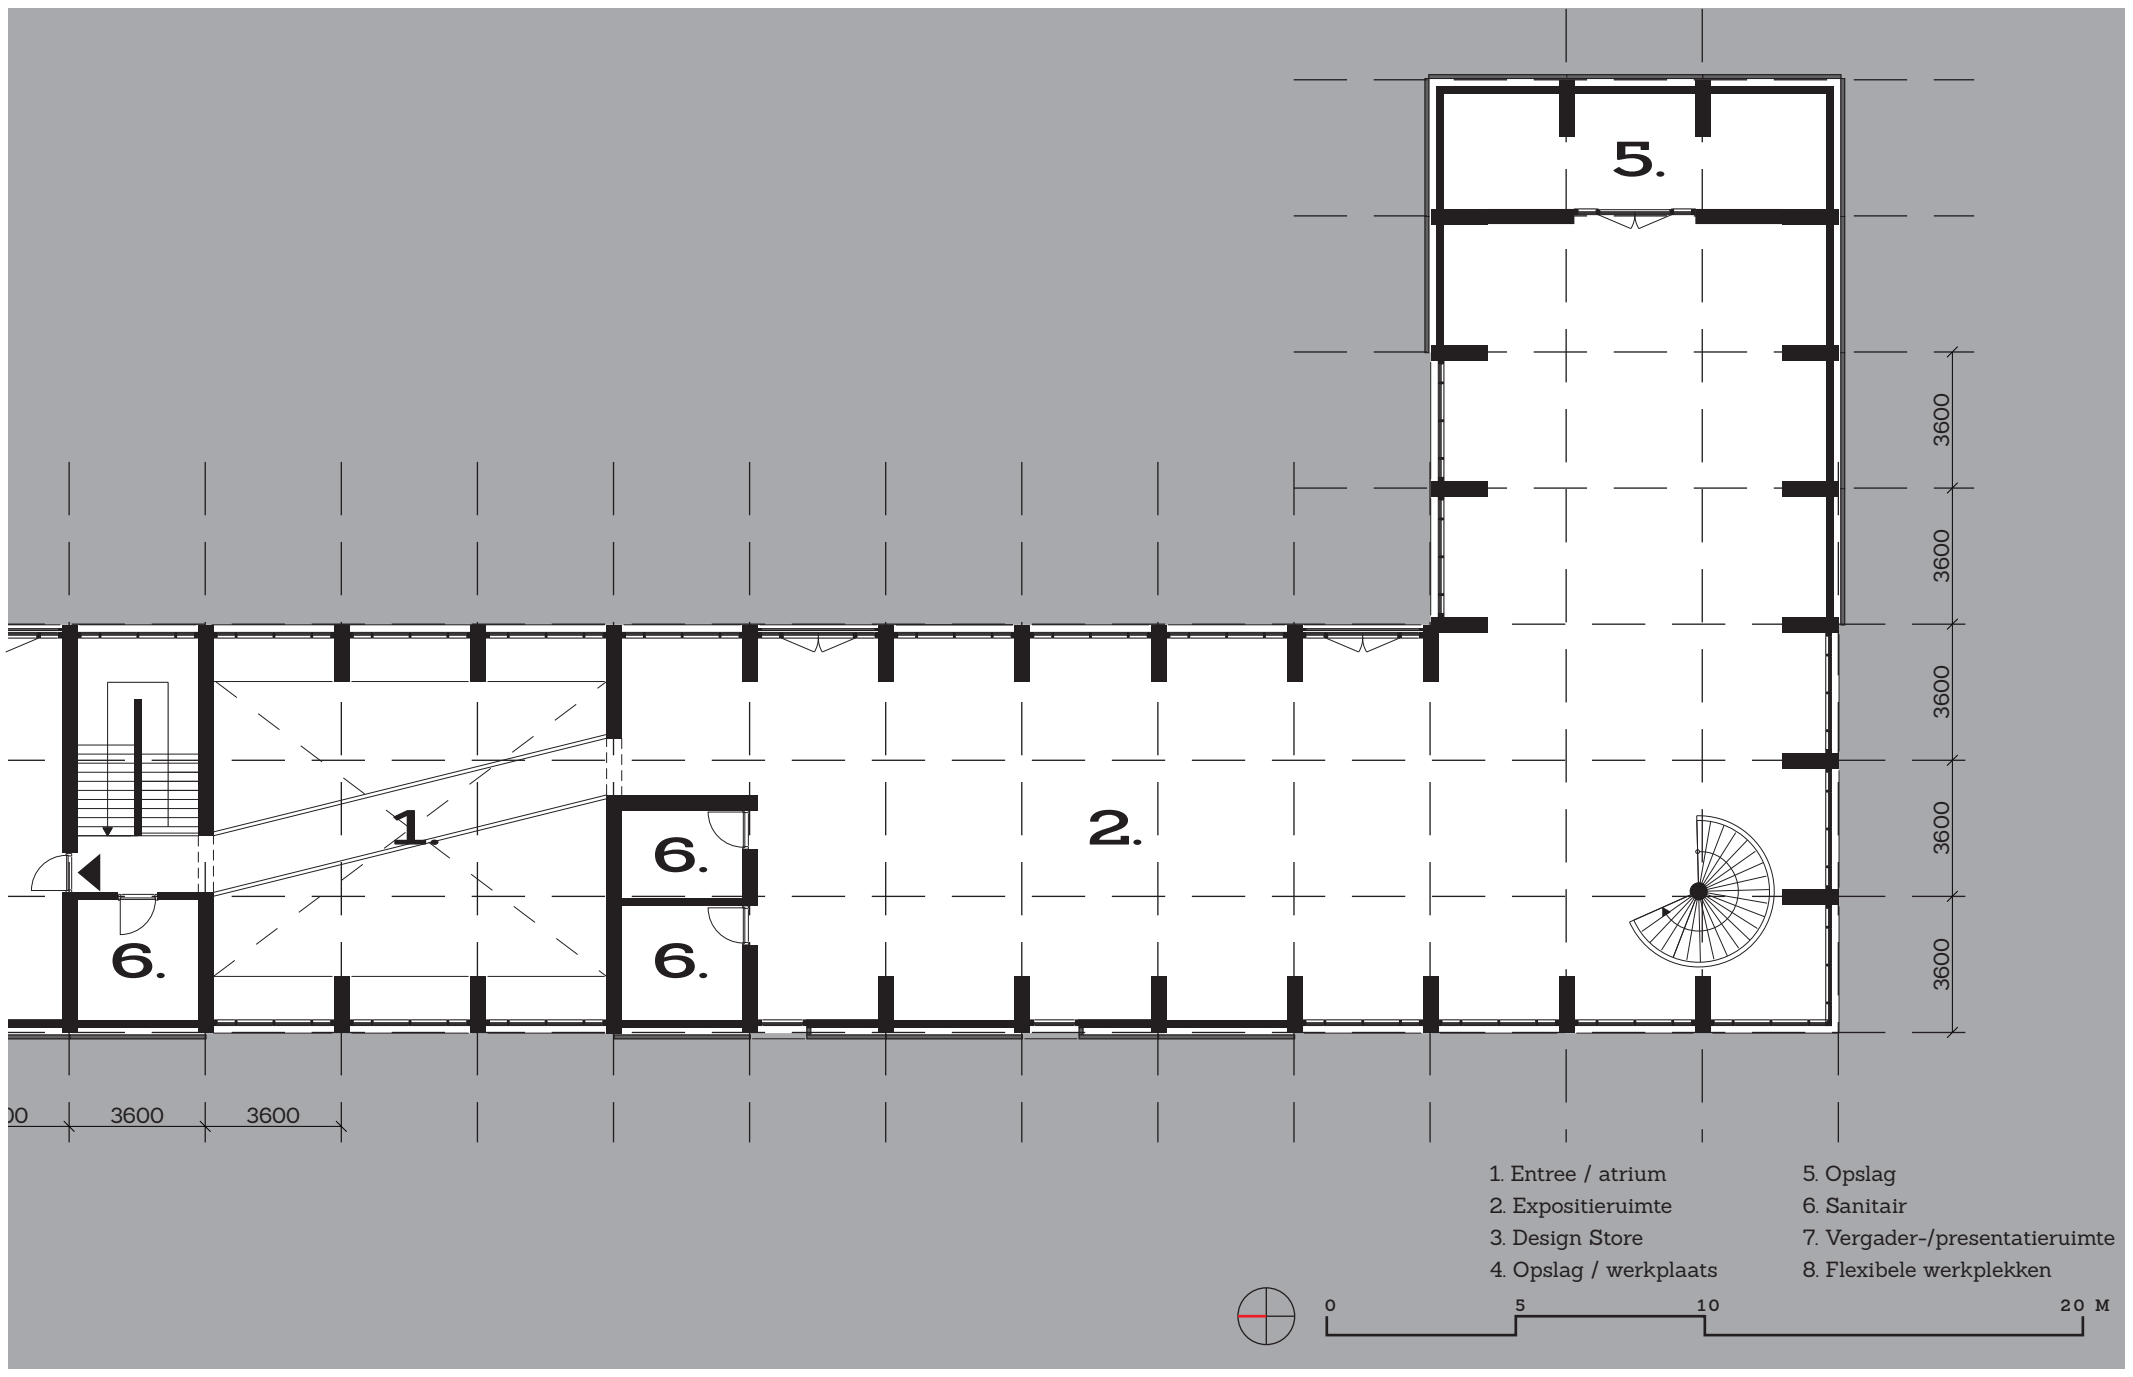 5.
3600
3600
3600
3600
3600
1.
2.
6.
6.
6.
00
3600
3600
1. Entree / atrium
2. Expositieruimte
3. Design Store
4. Opslag / werkplaats
5. Opslag
6. Sanitair
7. Vergader-/presentatieruimte
8. Flexibele werkplekken
0 5 10 20 M